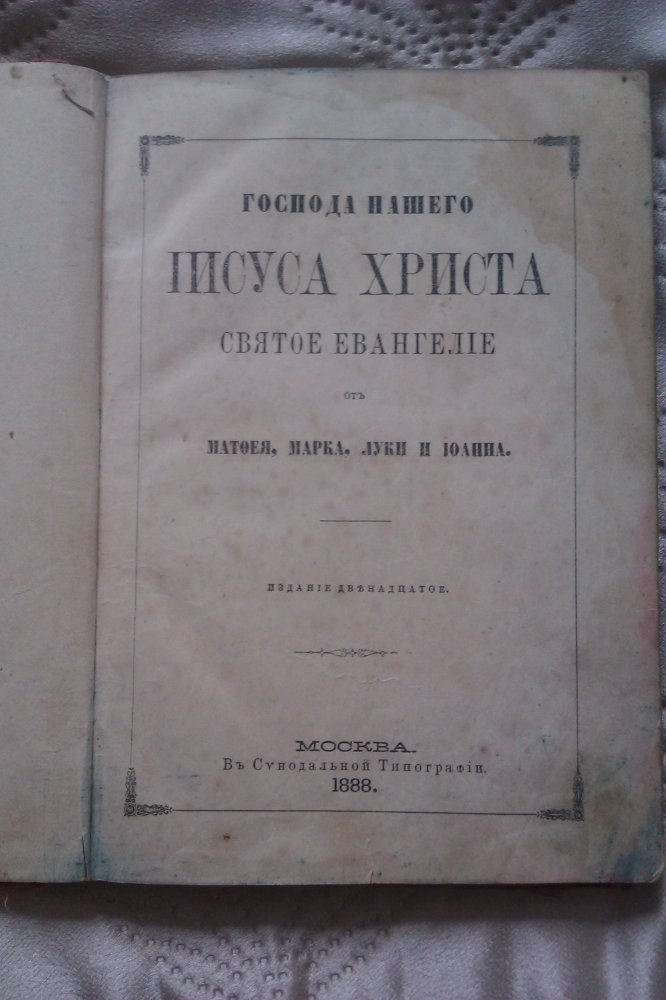 ГОСПОДА НАШЕГО
ІИСУСА ХРИСТА
СВЯТОЕ ЕВАНГЕЛІЕ
отъ
МАТѲЕЯ, МАРКА, ЛУКИ И ІОАННА.
ИЗДАНІЕ ДВѢНАДЦАТОЕ.
МОСКВА.
Въ Сѵнодальной Типографіи.
1888.